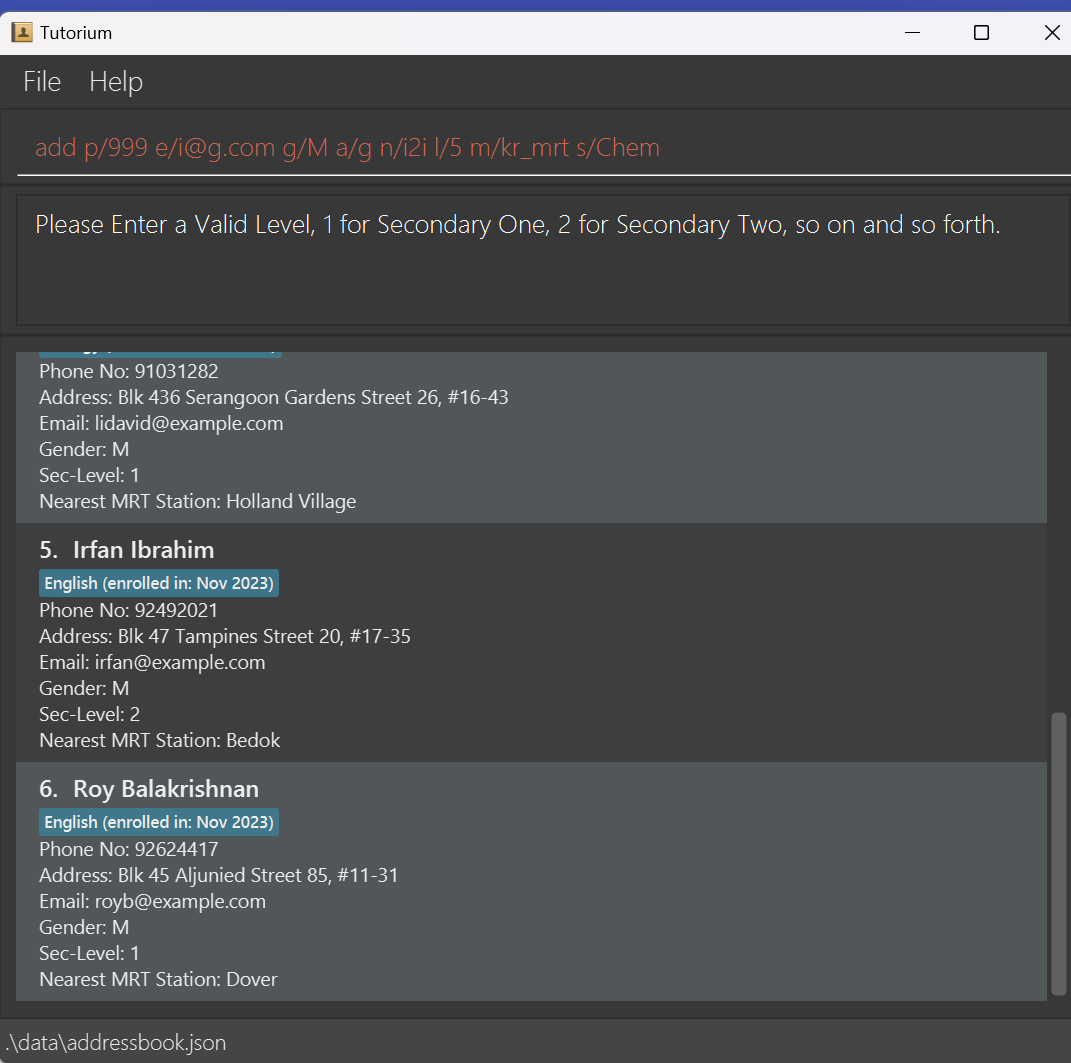 Tutorium
File Help
add p/999 e/i@g.com g/M a/g n/i2i l/5 m/kr_mrt s/Chem
Please Enter a Valid Level, 1 for Secondary One, 2 for Secondary Two, so on and so forth.
Phone No: 91031282
Address: Blk 436 Serangoon Gardens Street 26, #16-43
Email: lidavid@example.com
Gender: M
Sec-Level: 1
Nearest MRT Station: Holland Village
5. Irfan Ibrahim
English (enrolled in: Nov 2023)
Phone No: 92492021
Address: Blk 47 Tampines Street 20, #17-35
Email: irfan@example.com
Gender: M
Sec-Level: 2
Nearest MRT Station: Bedok
6. Roy Balakrishnan
English (enrolled in: Nov 2023)
Phone No: 92624417
Address: Blk 45 Aljunied Street 85, #11-31
Email: royb@example.com
Gender: M
Sec-Level: 1
Nearest MRT Station: Dover
.\data\addressbook.json